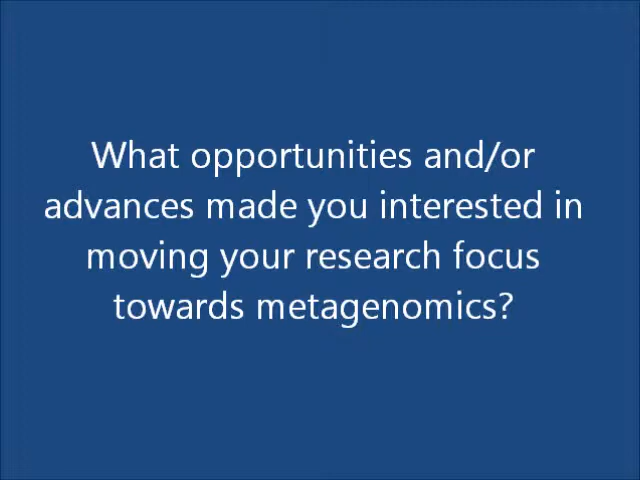 What opportunities and/or
advances made you interested in
moving your research focus
towards metagenomics?